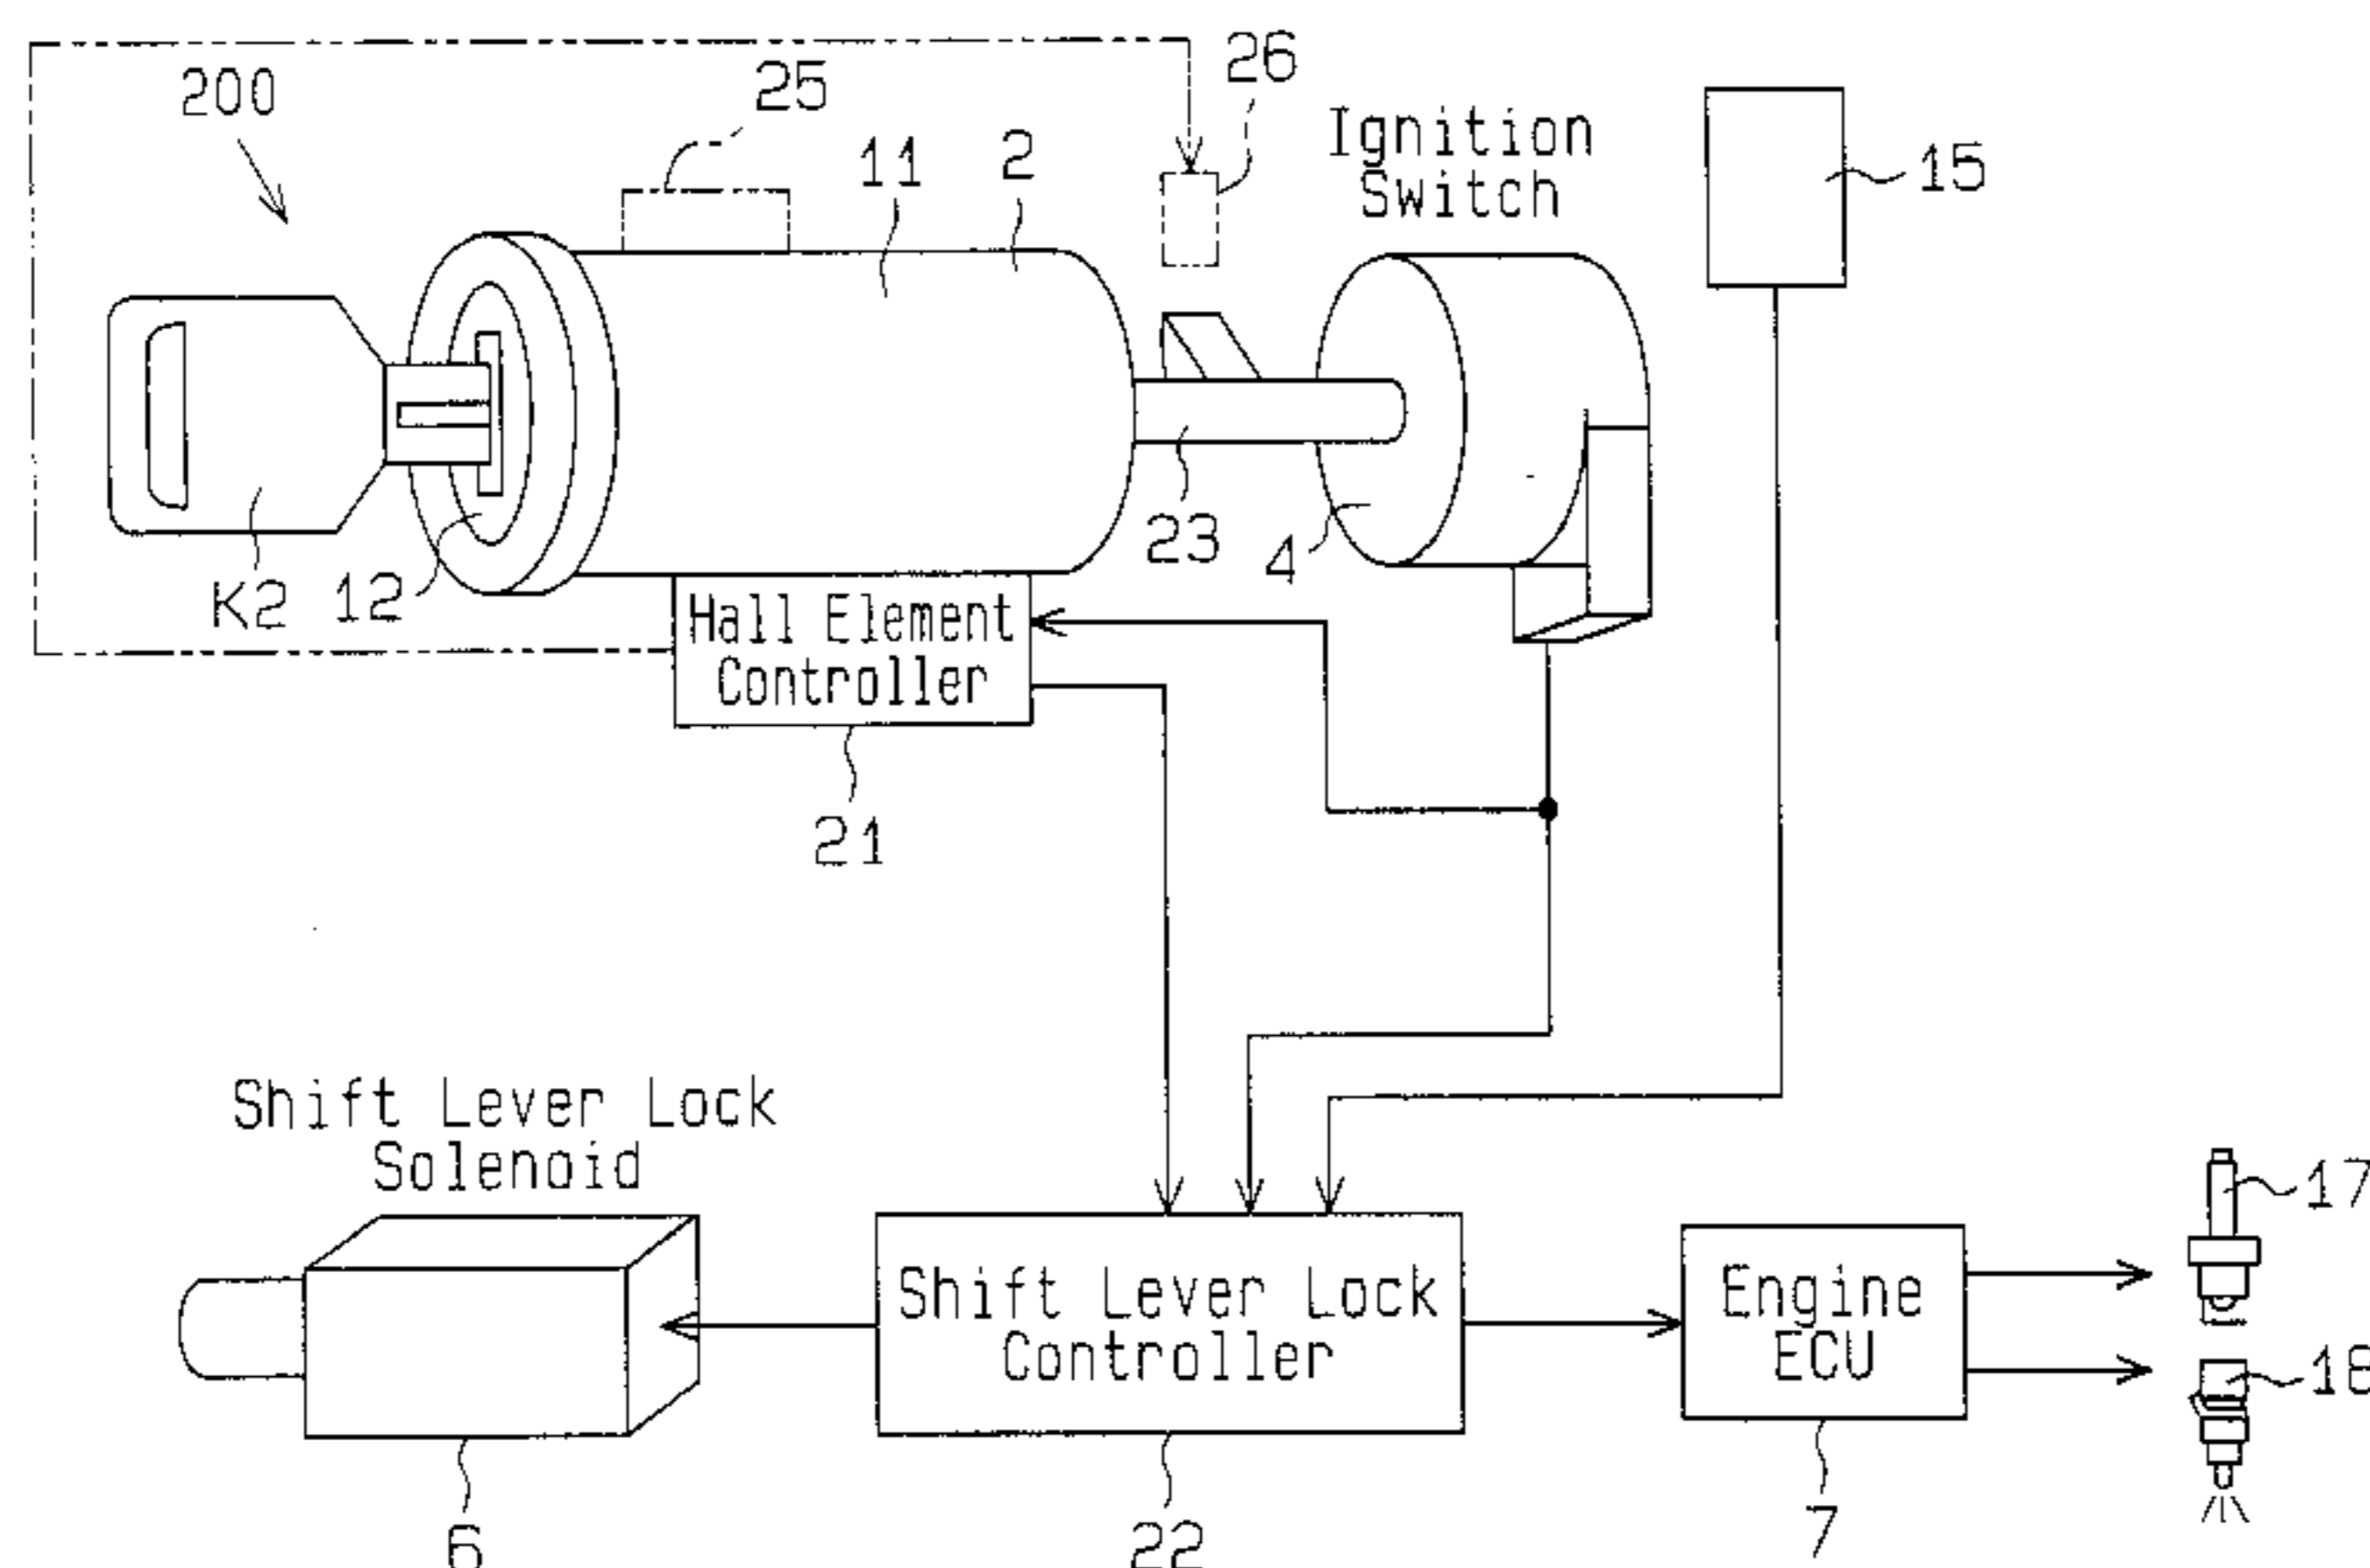 200
25
26
11
2
Ignition
Switch
15
K2
12
23
4
Hall Element
Controller
21
Shift Lever Lock
Solenoid
17
Shift Lever Lock
Controller
Engine
ECU
18
6
22
7